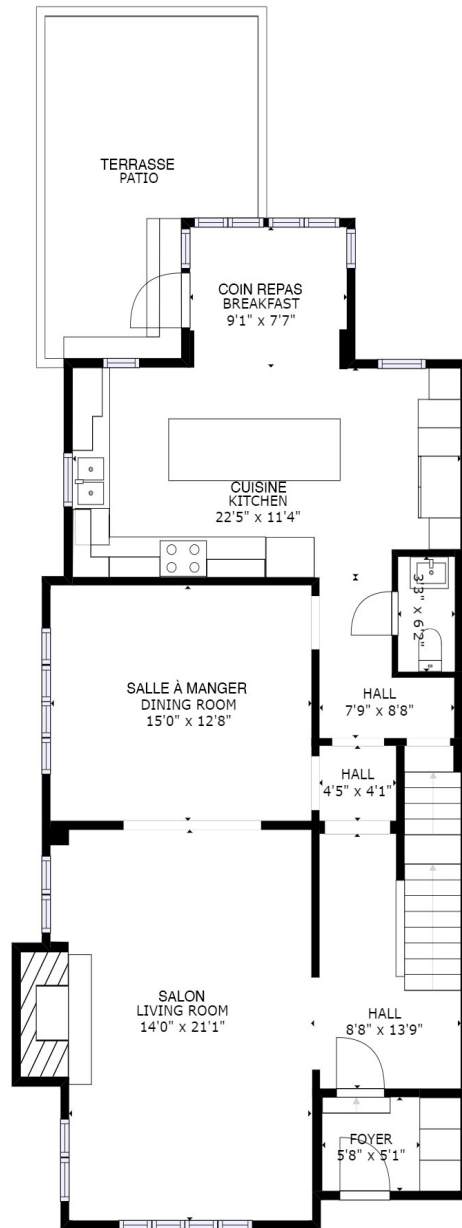 TERRASSE
PATIO
COIN REPAS
BREAKFAST
9'1" x 7'7"
CUISINE
KITCHEN
22'5" x 11'4"
3'3" x 6'2"
SALLE À MANGER
DINING ROOM
15'0" x 12'8"
HALL
7'9" x 8'8"
HALL
4'5" x 4'1"
SALON
LIVING ROOM
14'0" x 21'1"
HALL
8'8" x 13'9"
FOYER
5'8" x 5'1"